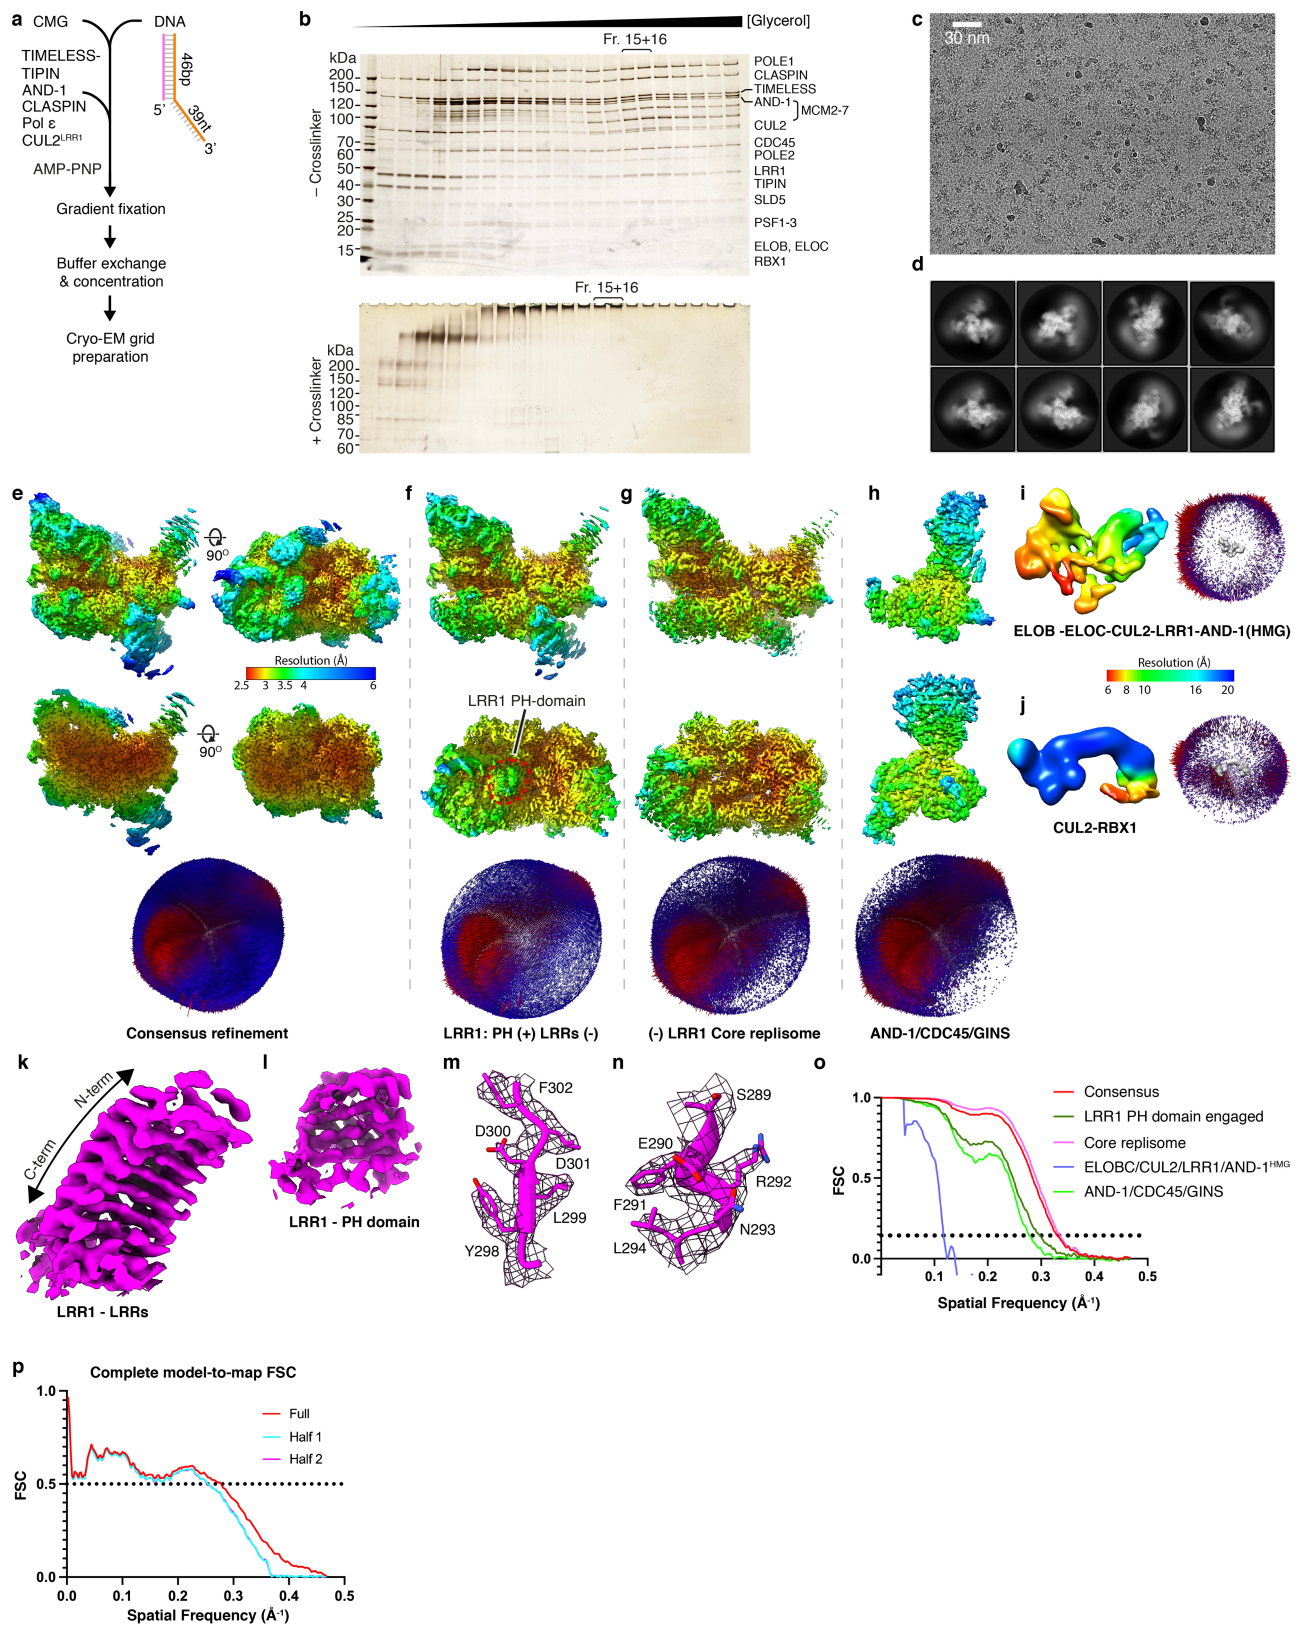 a
CMG
DNA
TIMELESS-
TIPIN
AND-1
CLASPIN
Pol ε
CUL2LRR1
AMP-PNP
46bp
5’
39nt
3’
Gradient fixation
Buffer exchange
& concentration
Cryo-EM grid
preparation
b
[Glycerol]
Fr. 15+16
– Crosslinker
kDa
200
150
120
100
70
60
50
40
30
25
20
15
POLE1
CLASPIN
TIMELESS
AND-1
MCM2-7
CUL2
CDC45
POLE2
LRR1
TIPIN
SLD5
PSF1-3
ELOB, ELOC
RBX1
Fr. 15+16
+ Crosslinker
kDa
200
150
120
100
85
70
60
c
30 nm
d
e
90O
Resolution (Å)
2.5 3 3.5 4 6
90O
Consensus refinement
f
LRR1 PH-domain
LRR1: PH (+) LRRs (-)
g
(-) LRR1 Core replisome
h
AND-1/CDC45/GINS
i
ELOB -ELOC-CUL2-LRR1-AND-1(HMG)
Resolution (Å)
6 8 10 16 20
j
CUL2-RBX1
k
N-term
C-term
LRR1 - LRRs
l
LRR1 - PH domain
m
F302
D300
D301
L299
Y298
n
S289
E290
R292
F291
N293
L294
o
FSC
1.0
0.5
0.0
0.1 0.2 0.3 0.4 0.5
Spatial Frequency (Å-1)
Consensus
LRR1 PH domain engaged
Core replisome
ELOBC/CUL2/LRR1/AND-1HMG
AND-1/CDC45/GINS
p
Complete model-to-map FSC
FSC
1.0
0.5
0.0
Full
Half 1
Half 2
0.0 0.1 0.2 0.3 0.4 0.5
Spatial Frequency (Å-1)